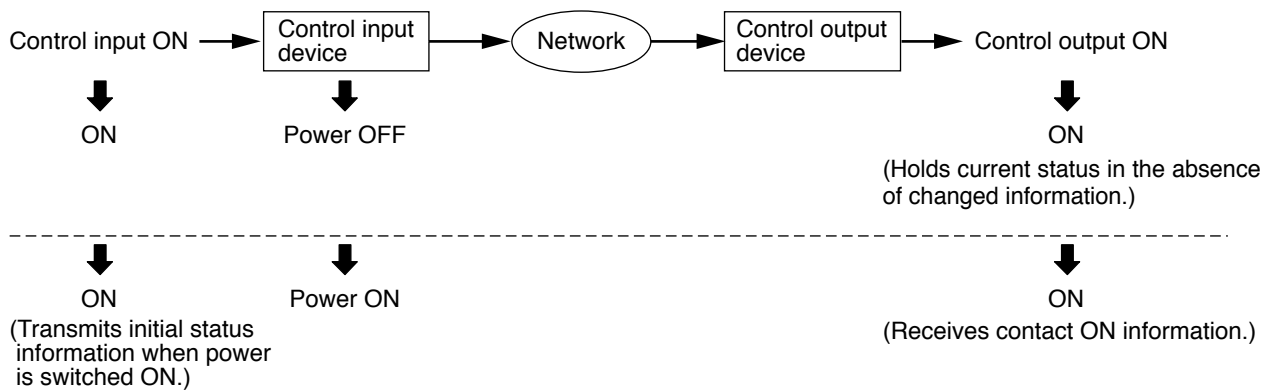 Control input ON
Control input
device
Network
Control output
device
Control output ON
ON
Power OFF
ON
(Holds current status in the absence
of changed information.)
ON
Power ON
ON
(Transmits initial status
information when power
is switched ON.)
(Receives contact ON information.)